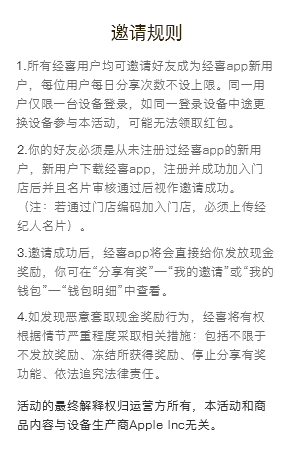 邀请规则
1.所有经喜用户均可邀请好友成为经喜app新用
户，每位用户每日分享次数不设上限。同一用
户仅限一台设备登录，如同一登录设备中途更
换设备参与本活动，可能无法领取红包。
2.你的好友必须是从未注册过经喜app的新用
户，新用户下载经喜app，注册并成功加入门
店后并且名片审核通过后视作邀请成功。
（注：若通过门店编码加入门店，必须上传经
纪人名片）。
3.邀请成功后，经喜app将会直接给你发放现金
奖励，你可在“分享有奖”—“我的邀请”或“我的
钱包”—“钱包明细”中查看。
4.如发现恶意套取现金奖励行为，经喜将有权
根据情节严重程度采取相关措施：包括不限于
不发放奖励、冻结所获得奖励、停止分享有奖
功能、依法追究法律责任。
活动的最终解释权归运营方所有，本活动和商
品内容与设备生产商Apple Inc无关。